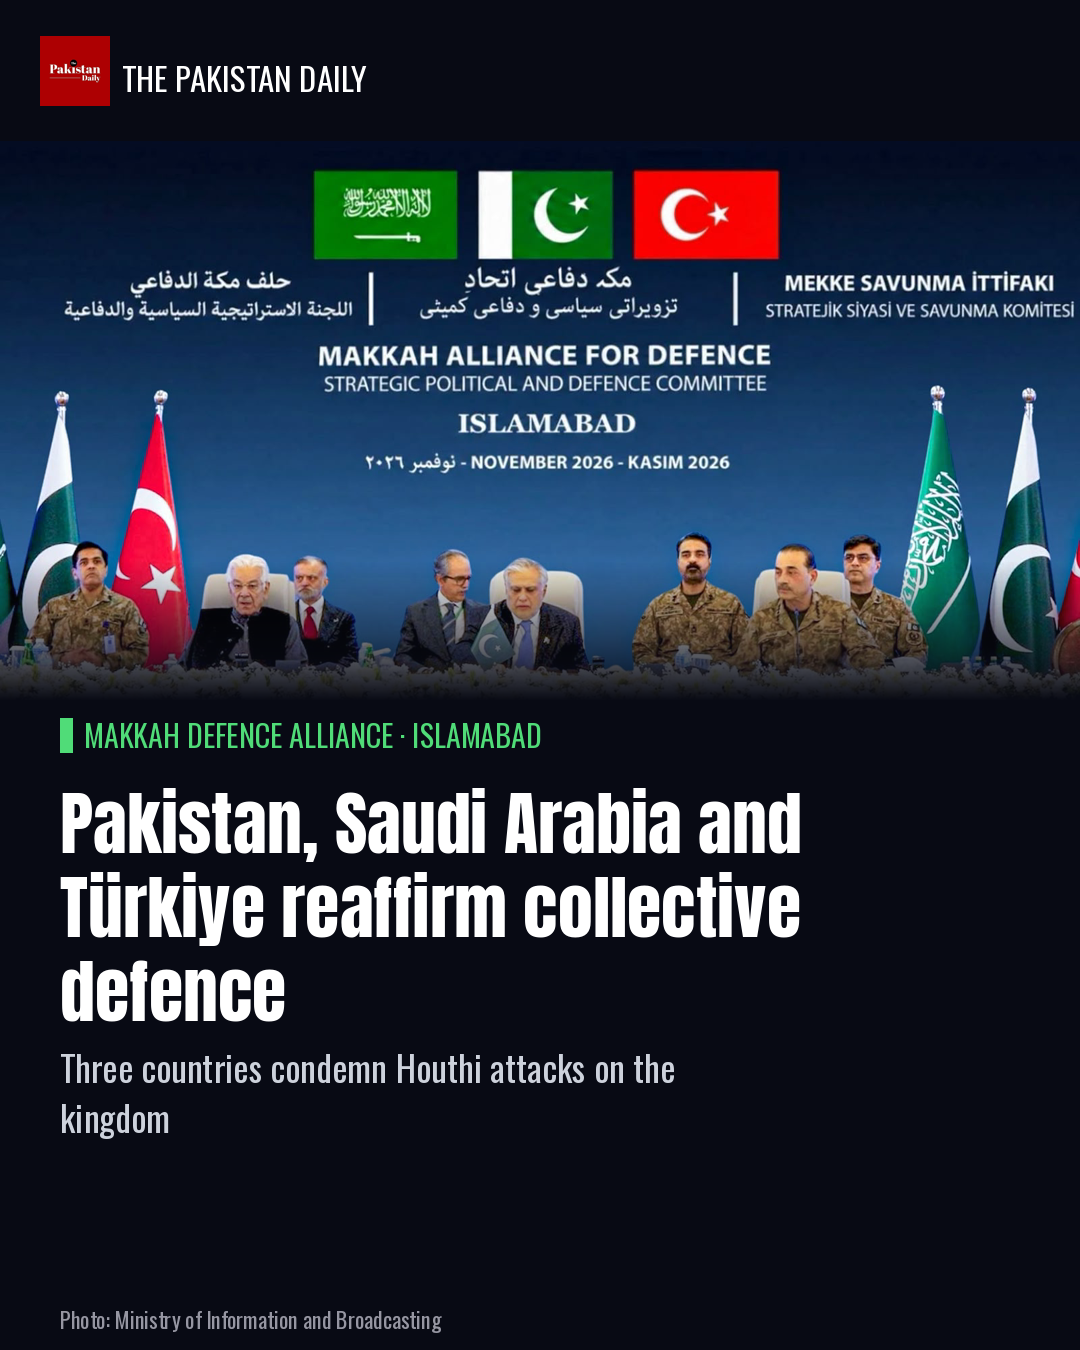 Pakistan
Daily
THE PAKISTAN DAILY
حلف مكة الدفاعي
اللجنة الاستراتيجية السياسية والدفاعية
مکہ دفاعی اتحادِ
تزویراتی سیاسی و دفاعی کمیٹی
MEKKE SAVUNMA İTTİFAKI
STRATEJİK SİYASİ VE SAVUNMA KOMİTESİ
MAKKAH ALLIANCE FOR DEFENCE
STRATEGIC POLITICAL AND DEFENCE COMMITTEE
ISLAMABAD
نوفمبر ٢٠٢٦ - NOVEMBER 2026 - KASIM 2026
MAKKAH DEFENCE ALLIANCE · ISLAMABAD
Pakistan, Saudi Arabia and
Türkiye reaffirm collective
defence
Three countries condemn Houthi attacks on the
kingdom
Photo: Ministry of Information and Broadcasting